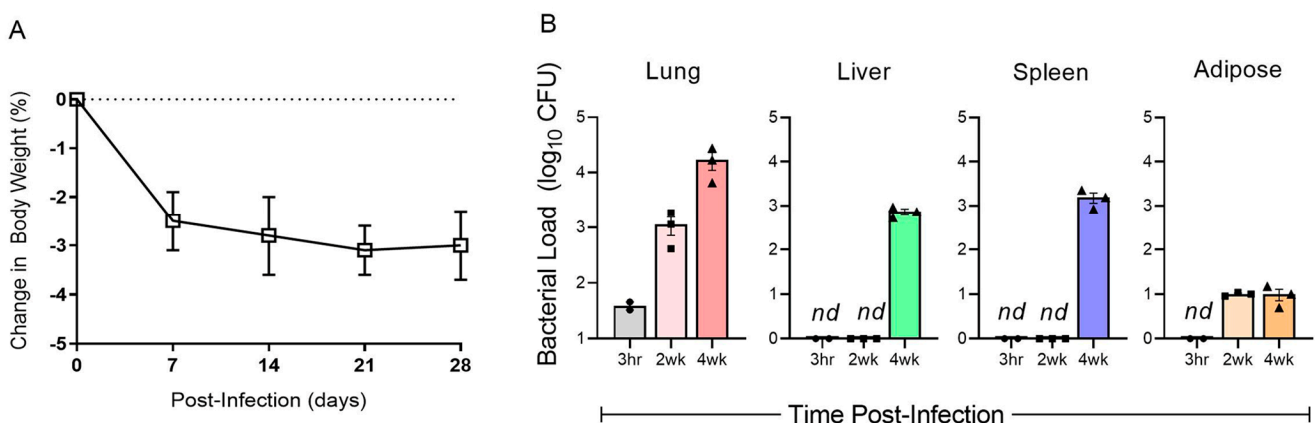 A
Change in Body Weight (%)
0
-1
-2
-3
-4
-5
0 7 14 21 28
Post-Infection (days)
B
Bacterial Load (log10 CFU)
Lung
5
4
3
2
1
3hr 2wk 4wk
Liver
5
4
3
2
1
0
nd nd
3hr 2wk 4wk
Spleen
5
4
3
2
1
0
nd nd
3hr 2wk 4wk
Adipose
5
4
3
2
1
0
nd
3hr 2wk 4wk
Time Post-Infection